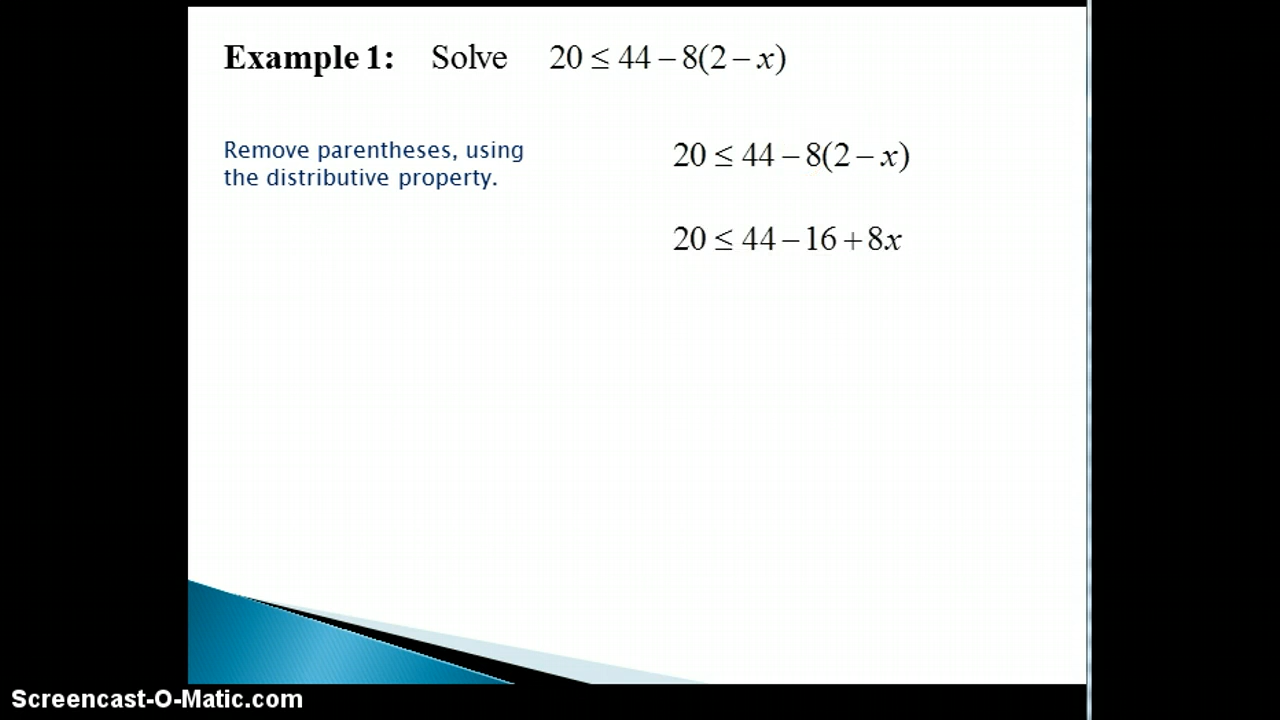 Example 1: Solve 20 ≤ 44 − 8(2 − x)
Remove parentheses, using
the distributive property.
20 ≤ 44 − 8(2 − x)
20 ≤ 44 − 16 + 8x
Screencast-O-Matic.com